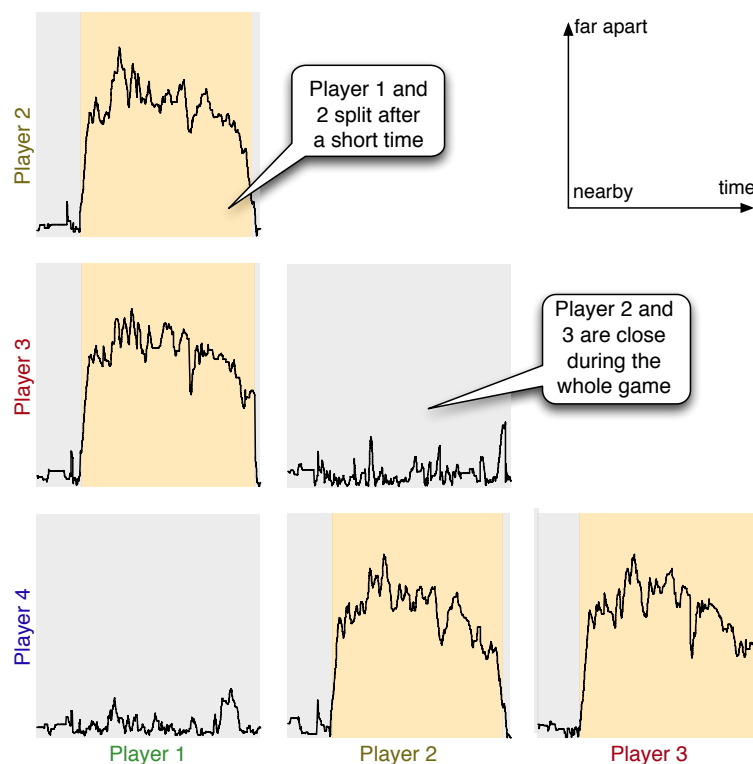 far apart
nearby
time
Player 2
Player 1 and
2 split after
a short time
Player 3
Player 2 and
3 are close
during the
whole game
Player 4
Player 1
Player 2
Player 3